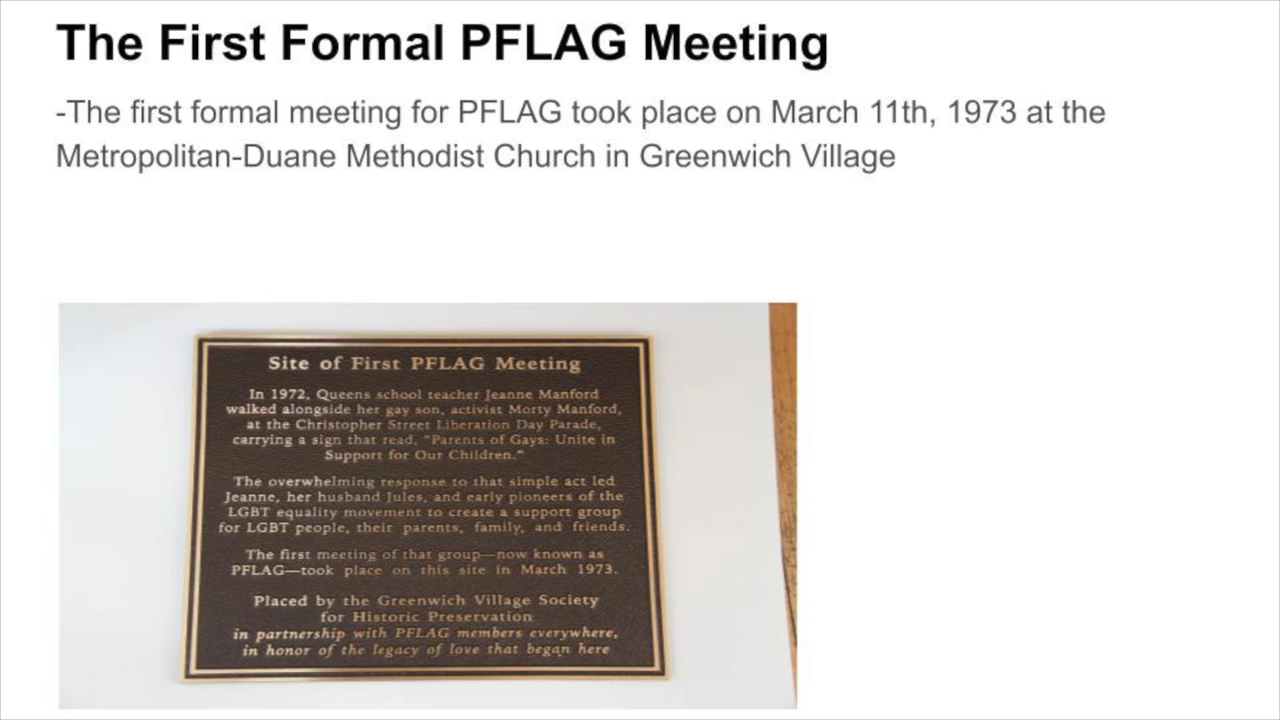 The First Formal PFLAG Meeting
-The first formal meeting for PFLAG took place on March 11th, 1973 at the
Metropolitan-Duane Methodist Church in Greenwich Village
Site of First PFLAG Meeting
In 1972, Queens school teacher Jeanne Manford
walked alongside her gay son, activist Morty Manford,
at the Christopher Street Liberation Day Parade,
carrying a sign that read, "Parents of Gays: Unite in
Support for Our Children."
The overwhelming response to that simple act led
Jeanne, her husband Jules, and early pioneers of the
LGBT equality movement to create a support group
for LGBT people, their parents, family, and friends.
The first meeting of that group—now known as
PFLAG—took place on this site in March 1973.
Placed by the Greenwich Village Society
for Historic Preservation
in partnership with PFLAG members everywhere,
in honor of the legacy of love that began here